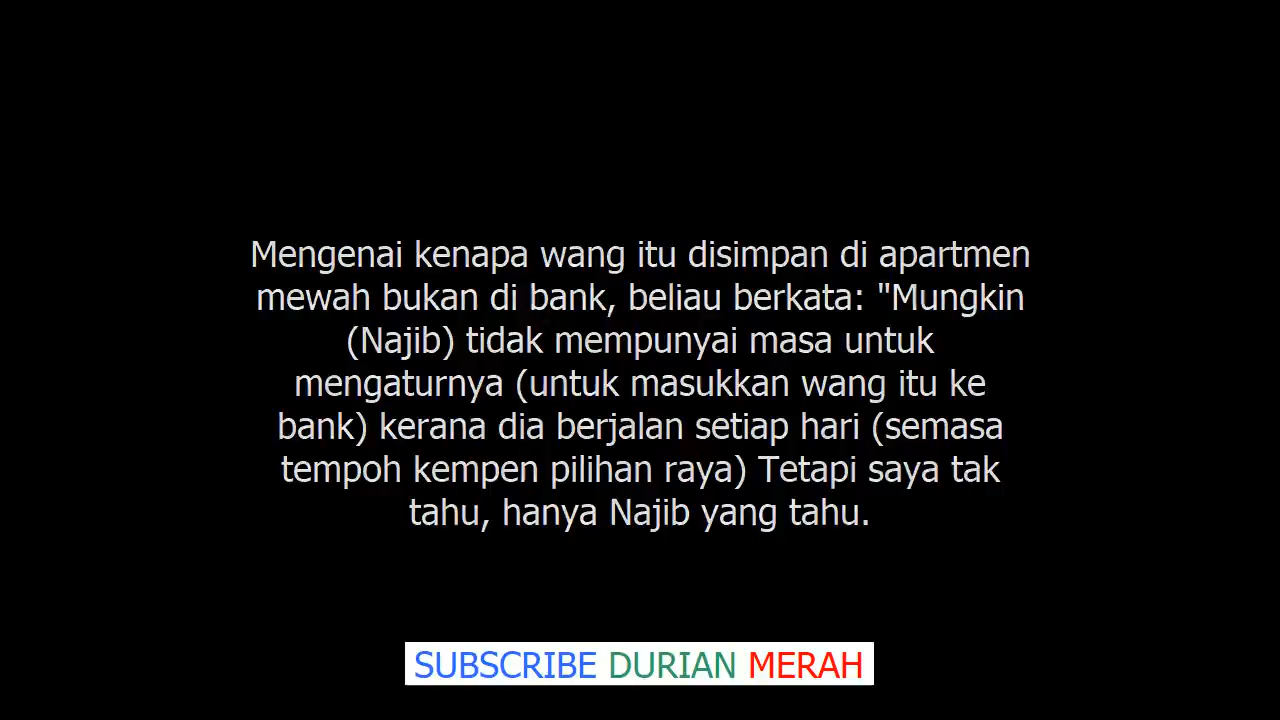 Mengenai kenapa wang itu disimpan di apartmen
mewah bukan di bank, beliau berkata: "Mungkin
(Najib) tidak mempunyai masa untuk
mengaturnya (untuk masukkan wang itu ke
bank) kerana dia berjalan setiap hari (semasa
tempoh kempen pilihan raya) Tetapi saya tak
tahu, hanya Najib yang tahu.
SUBSCRIBE DURIAN MERAH